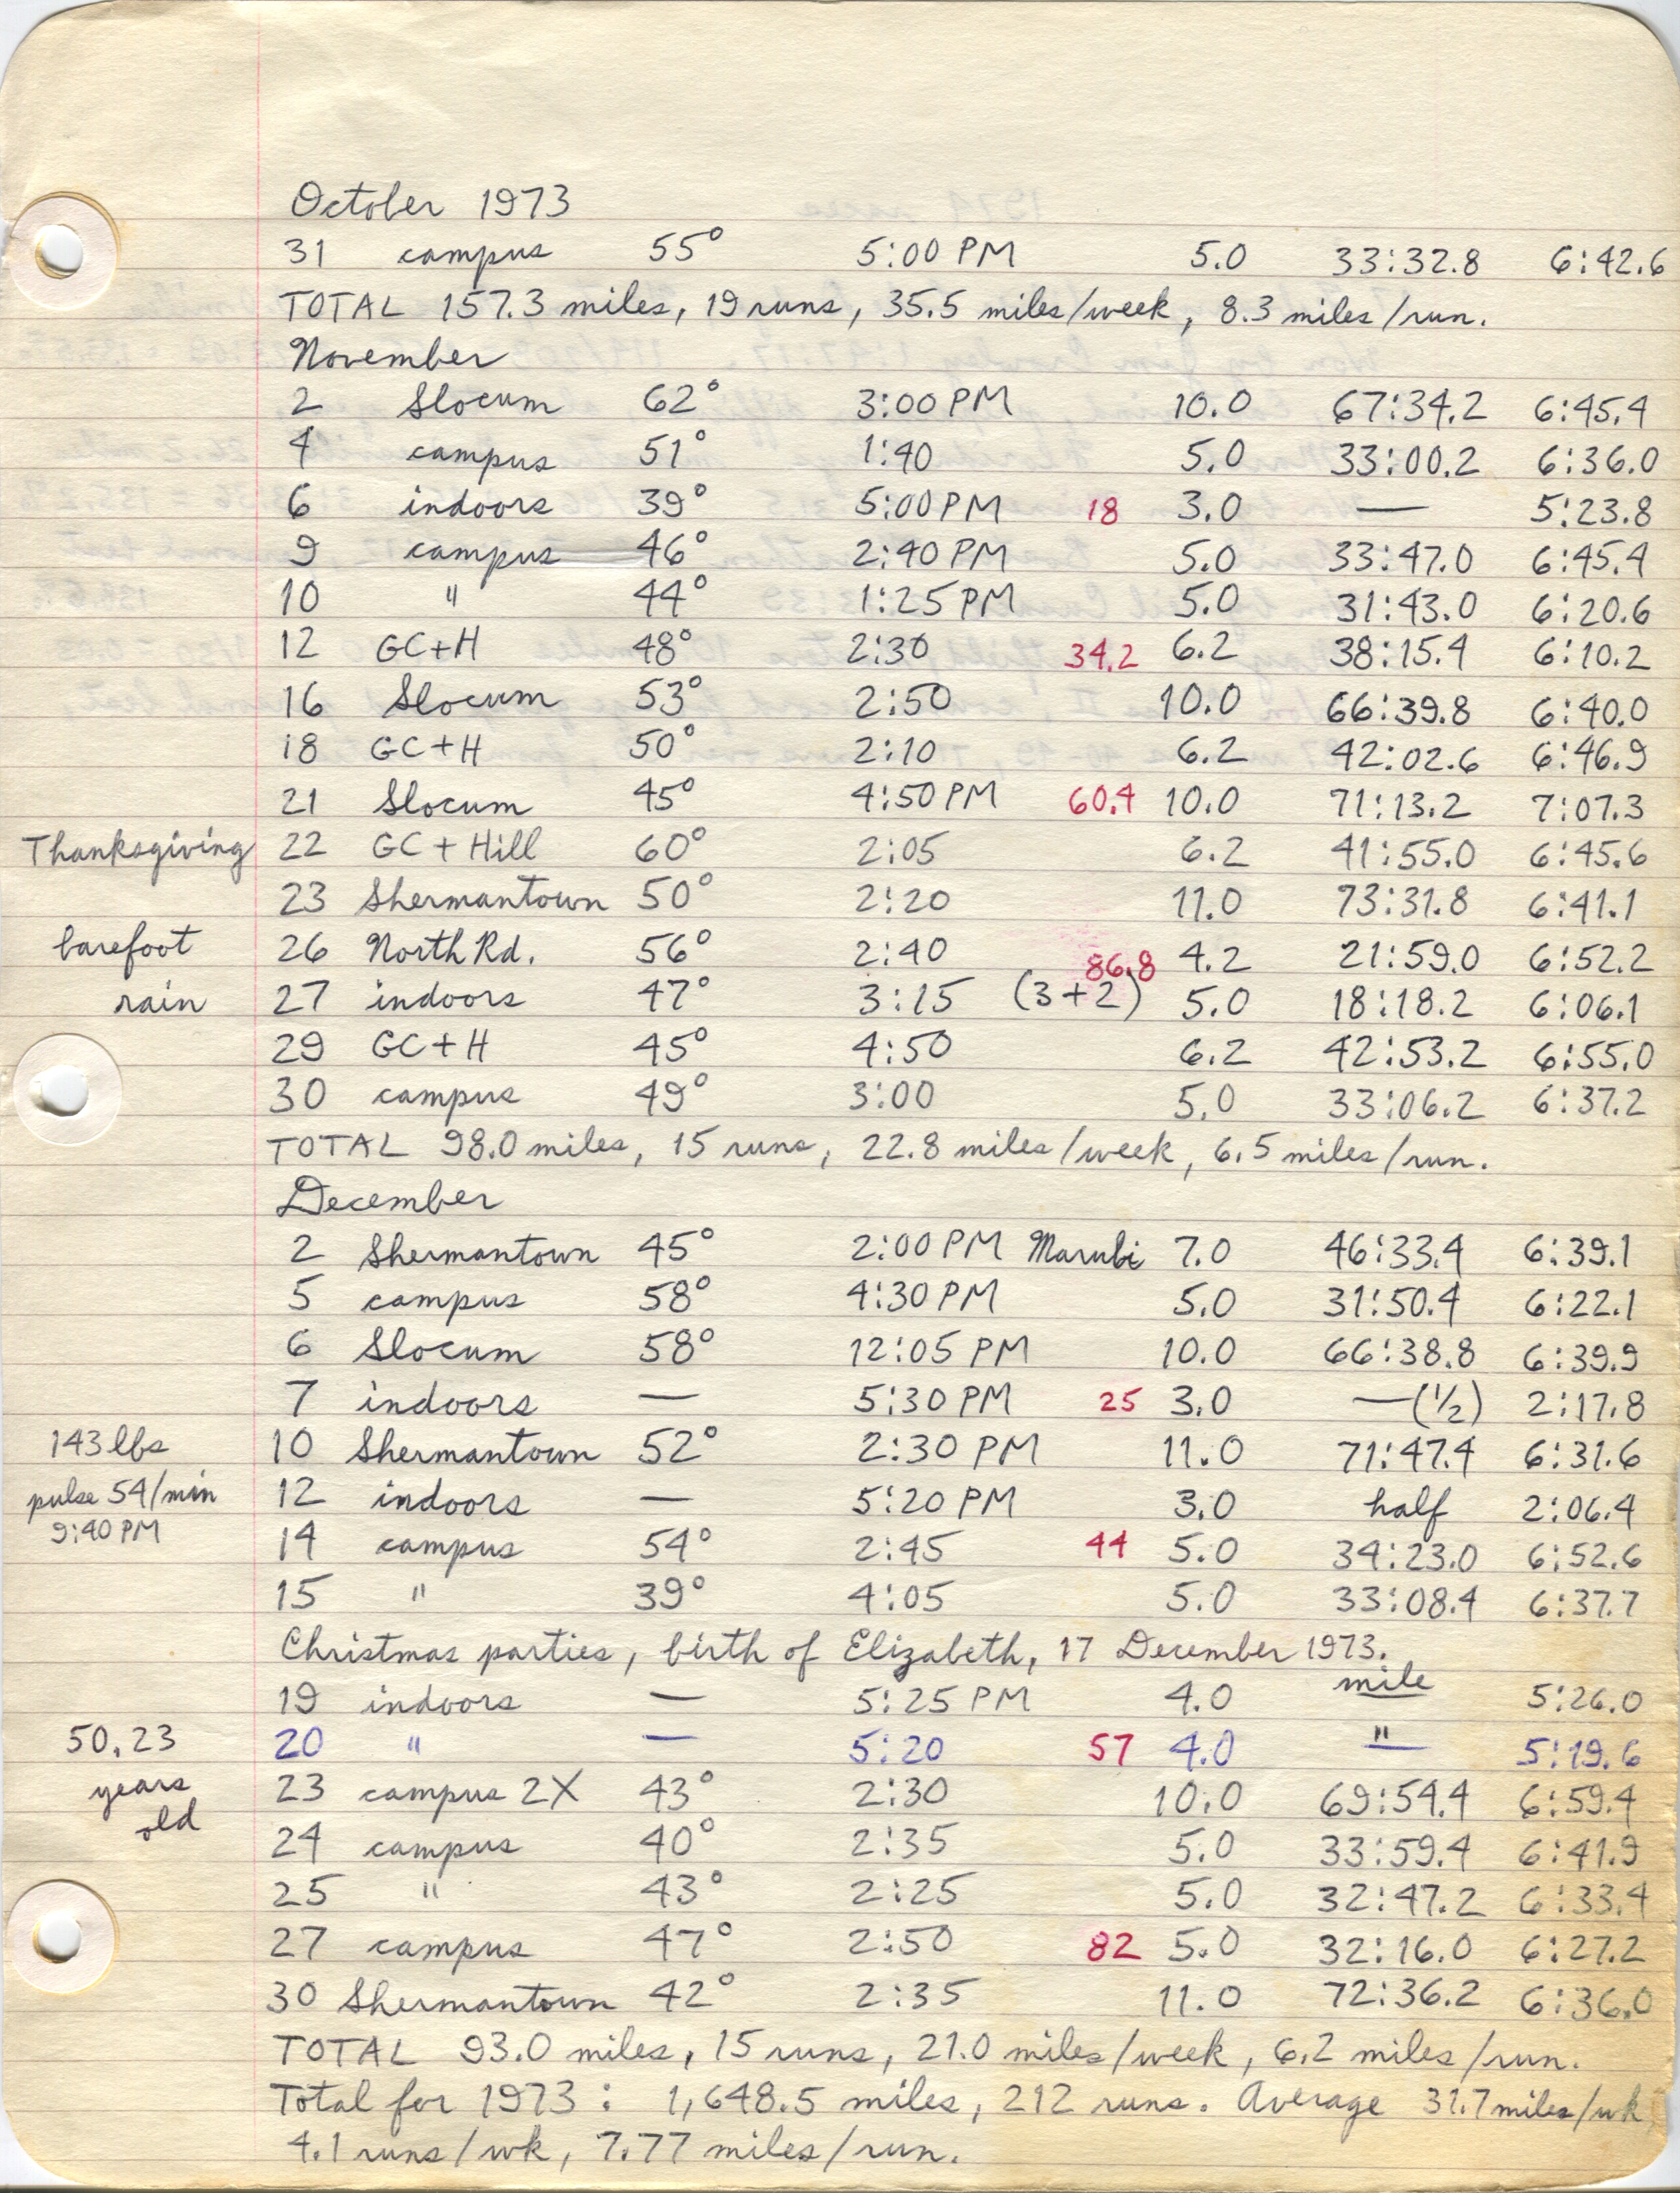 October 1973
31 campus 55° 5:00 PM 5.0 33:32.8 6:42.6
TOTAL 157.3 miles, 19 runs, 35.5 miles/week, 8.3 miles/run.
November
2 Slocum 62° 3:00 PM 10.0 67:34.2 6:45.4
4 campus 51° 1:40 5.0 33:00.2 6:36.0
6 indoors 39° 5:00 PM 18 3.0 — 5:23.8
9 campus 46° 2:40 PM 5.0 33:47.0 6:45.4
10 " 44° 1:25 PM 5.0 31:43.0 6:20.6
12 GC+H 48° 2:30 34.2 6.2 38:15.4 6:10.2
16 Slocum 53° 2:50 10.0 66:39.8 6:40.0
18 GC+H 50° 2:10 6.2 42:02.6 6:46.9
21 Slocum 45° 4:50 PM 60.4 10.0 71:13.2 7:07.3
Thanksgiving 22 GC + Hill 60° 2:05 6.2 41:55.0 6:45.6
23 Shermantown 50° 2:20 11.0 73:31.8 6:41.1
barefoot 26 North Rd. 56° 2:40 86.8 4.2 21:59.0 6:52.2
rain 27 indoors 47° 3:15 (3+2) 5.0 18:18.2 6:06.1
29 GC+H 45° 4:50 6.2 42:53.2 6:55.0
30 campus 49° 3:00 5.0 33:06.2 6:37.2
TOTAL 98.0 miles, 15 runs, 22.8 miles/week, 6.5 miles/run.
December
2 Shermantown 45° 2:00 PM 7.0 46:33.4 6:39.1
5 campus 58° 4:30 PM 5.0 31:50.4 6:22.1
6 Slocum 58° 12:05 PM 10.0 66:38.8 6:39.9
7 indoors — 5:30 PM 25 3.0 —(½) 2:17.8
143 lbs 10 Shermantown 52° 2:30 PM 11.0 71:47.4 6:31.6
pulse 54/min 12 indoors — 5:20 PM 3.0 half 2:06.4
9:40 PM 14 campus 54° 2:45 44 5.0 34:23.0 6:52.6
15 " 39° 4:05 5.0 33:08.4 6:37.7
Christmas parties, birth of Elizabeth, 17 December 1973.
19 indoors — 5:25 PM 4.0 mile 5:26.0
50,23 20 " — 5:20 57 4.0 " 5:19.6
years 23 campus 2X 43° 2:30 10.0 69:54.4 6:59.4
old 24 campus 40° 2:35 5.0 33:59.4 6:41.9
25 " 43° 2:25 5.0 32:47.2 6:33.4
27 campus 47° 2:50 82 5.0 32:16.0 6:27.2
30 Shermantown 42° 2:35 11.0 72:36.2 6:36.0
TOTAL 93.0 miles, 15 runs, 21.0 miles/week, 6.2 miles/run.
Total for 1973: 1,648.5 miles, 212 runs. Average 31.7 miles/wk,
4.1 runs/wk, 7.77 miles/run.